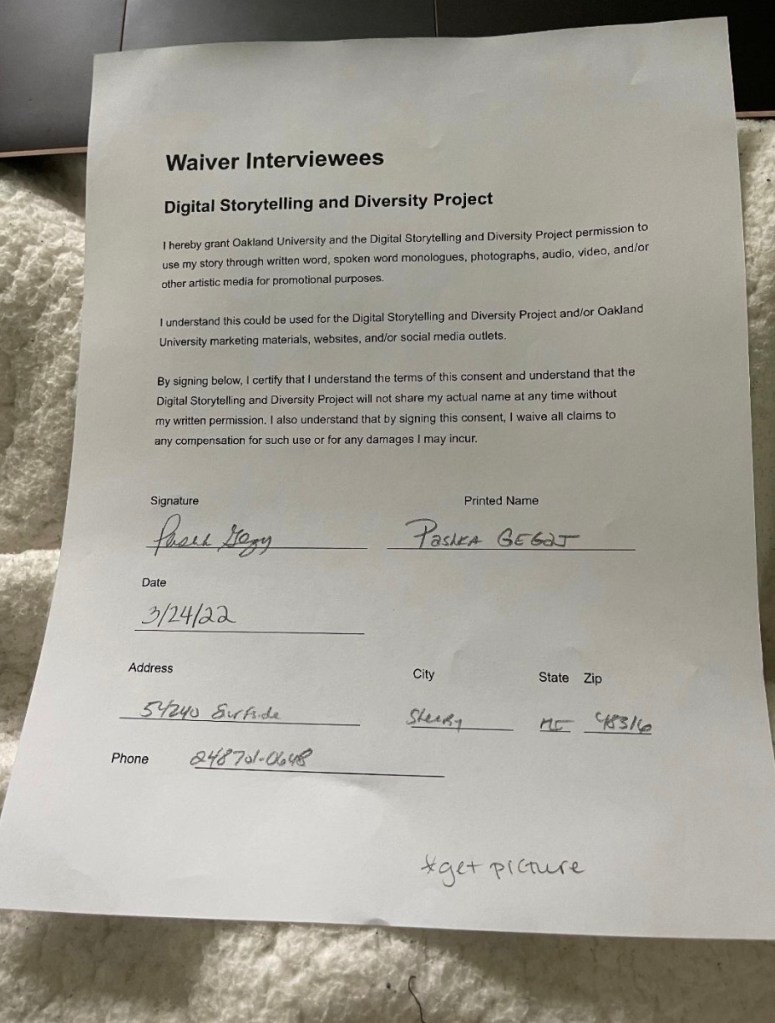 Waiver Interviewees
Digital Storytelling and Diversity Project
I hereby grant Oakland University and the Digital Storytelling and Diversity Project permission to
use my story through written word, spoken word monologues, photographs, audio, video, and/or
other artistic media for promotional purposes.
I understand this could be used for the Digital Storytelling and Diversity Project and/or Oakland
University marketing materials, websites, and/or social media outlets.
By signing below, I certify that I understand the terms of this consent and understand that the
Digital Storytelling and Diversity Project will not share my actual name at any time without
my written permission. I also understand that by signing this consent, I waive all claims to
any compensation for such use or for any damages I may incur.
Signature Printed Name
PashKA GEGaJ
Date
3/24/22
Address City State Zip
54240 Surfside Shelby MI 48316
Phone 248701-0648
*get picture